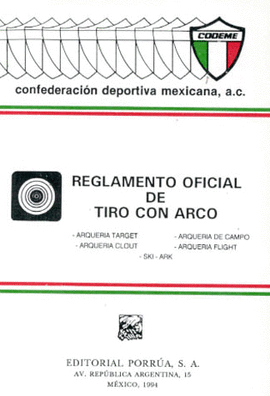 CODEME
confederación deportiva mexicana, a.c.
REGLAMENTO OFICIAL
DE
TIRO CON ARCO
- ARQUERIA TARGET
- ARQUERIA DE CAMPO
- ARQUERIA CLOUT
- ARQUERIA FLIGHT
- SKI - ARK
EDITORIAL PORRÚA, S. A.
AV. REPÚBLICA ARGENTINA, 15
MÉXICO, 1994